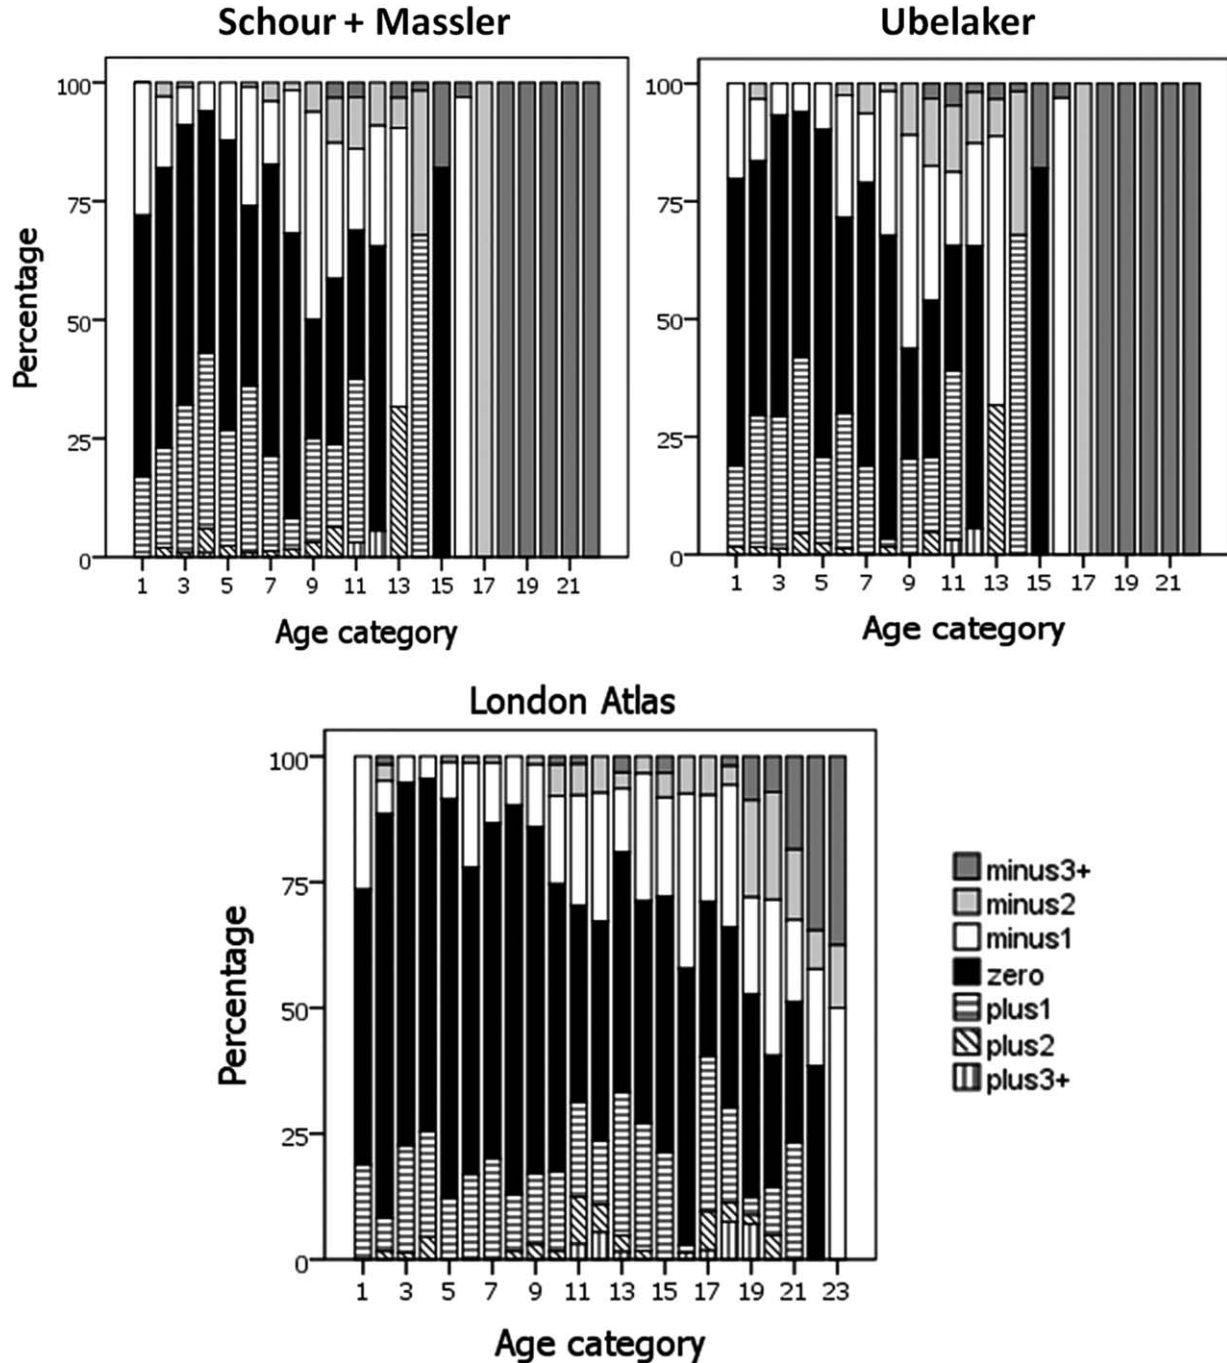 Schour + Massler
Ubelaker
100
75
50
25
0
Percentage
1 3 5 7 9 11 13 15 17 19 21
Age category
100
75
50
25
0
1 3 5 7 9 11 13 15 17 19 21
Age category
London Atlas
100
75
50
25
0
Percentage
1 3 5 7 9 11 13 15 17 19 21 23
Age category
minus3+
minus2
minus1
zero
plus1
plus2
plus3+